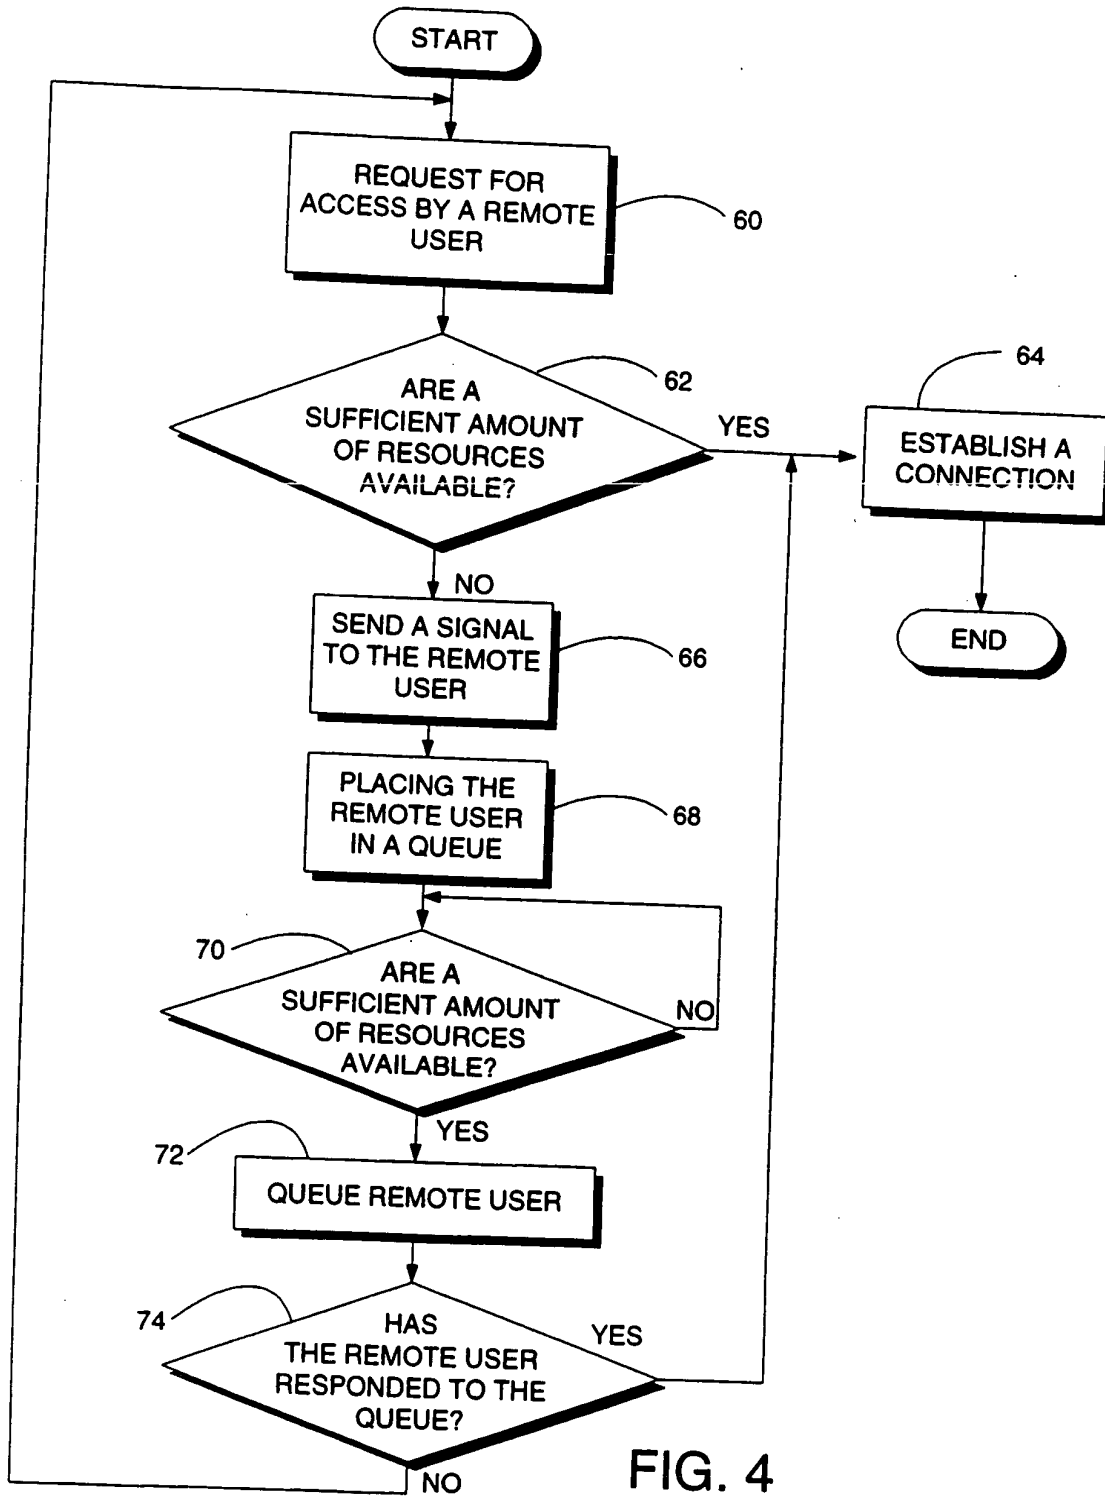 START
REQUEST FOR
ACCESS BY A REMOTE
USER
60
ARE A
SUFFICIENT AMOUNT
OF RESOURCES
AVAILABLE?
62
YES
64
ESTABLISH A
CONNECTION
END
NO
SEND A SIGNAL
TO THE REMOTE
USER
66
PLACING THE
REMOTE USER
IN A QUEUE
68
70
ARE A
SUFFICIENT AMOUNT
OF RESOURCES
AVAILABLE?
NO
YES
72
QUEUE REMOTE USER
74
HAS
THE REMOTE USER
RESPONDED TO THE
QUEUE?
YES
NO
FIG. 4